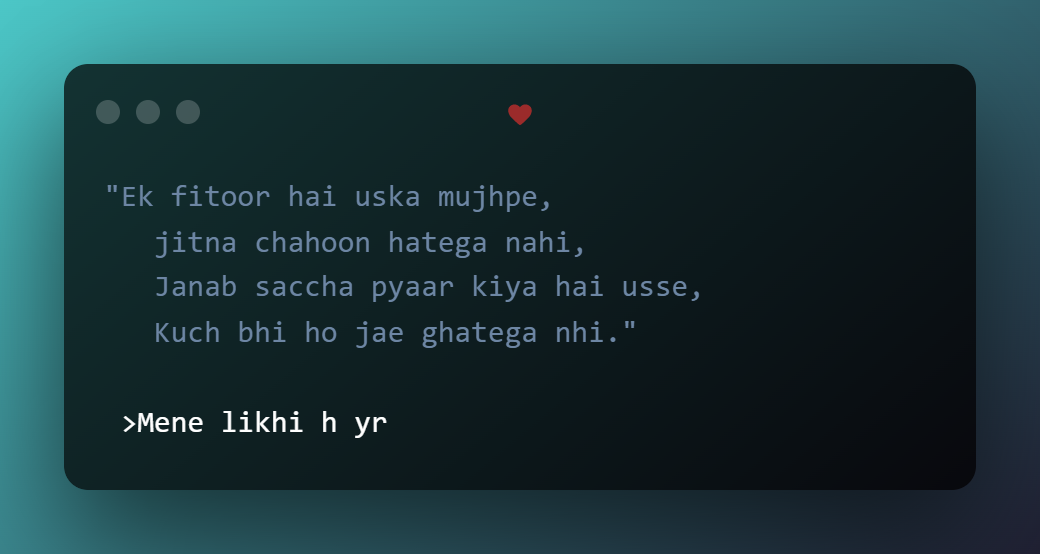 "Ek fitoor hai uska mujhpe,
jitna chahoon hatega nahi,
Janab saccha pyaar kiya hai usse,
Kuch bhi ho jae ghatega nhi."
>Mene likhi h yr